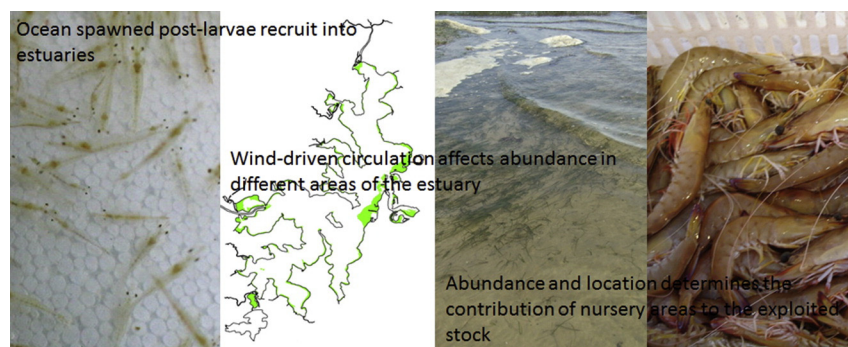 Ocean spawned post-larvae recruit into
estuaries
Wind-driven circulation affects abundance in
different areas of the estuary
Abundance and location determines the
contribution of nursery areas to the exploited
stock